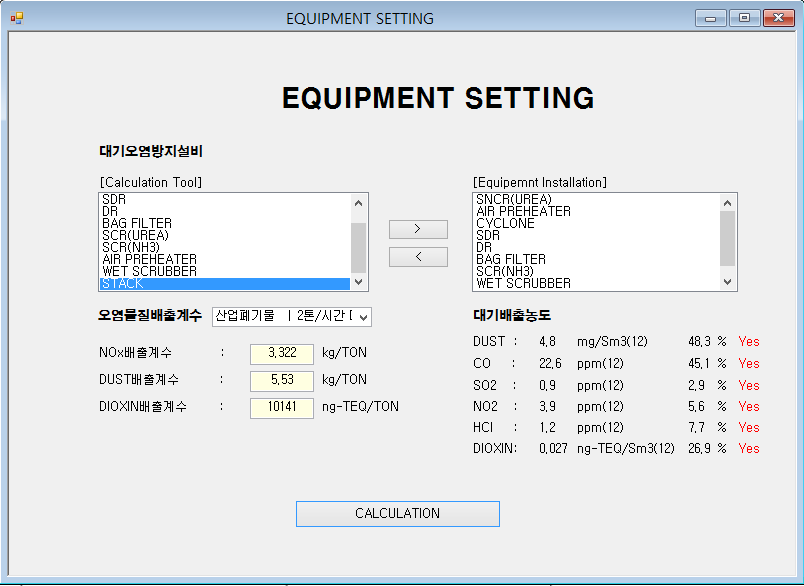 EQUIPMENT SETTING
EQUIPMENT SETTING
대기오염방지설비
[Calculation Tool]
SDR
DR
BAG FILTER
SCR(UREA)
SCR(NH3)
AIR PREHEATER
WET SCRUBBER
STACK
>
<
[Equipemnt Installation]
SNCR(UREA)
AIR PREHEATER
CYCLONE
SDR
DR
BAG FILTER
SCR(NH3)
WET SCRUBBER
오염물질배출계수 산업폐기물 | 2톤/시간 [
NOx배출계수 : 3,322 kg/TON
DUST배출계수 : 5,53 kg/TON
DIOXIN배출계수 : 10141 ng-TEQ/TON
대기배출농도
DUST : 4,8 mg/Sm3(12) 48,3 % Yes
CO : 22,6 ppm(12) 45,1 % Yes
SO2 : 0,9 ppm(12) 2,9 % Yes
NO2 : 3,9 ppm(12) 5,6 % Yes
HCl : 1,2 ppm(12) 7,7 % Yes
DIOXIN: 0,027 ng-TEQ/Sm3(12) 26,9 % Yes
CALCULATION